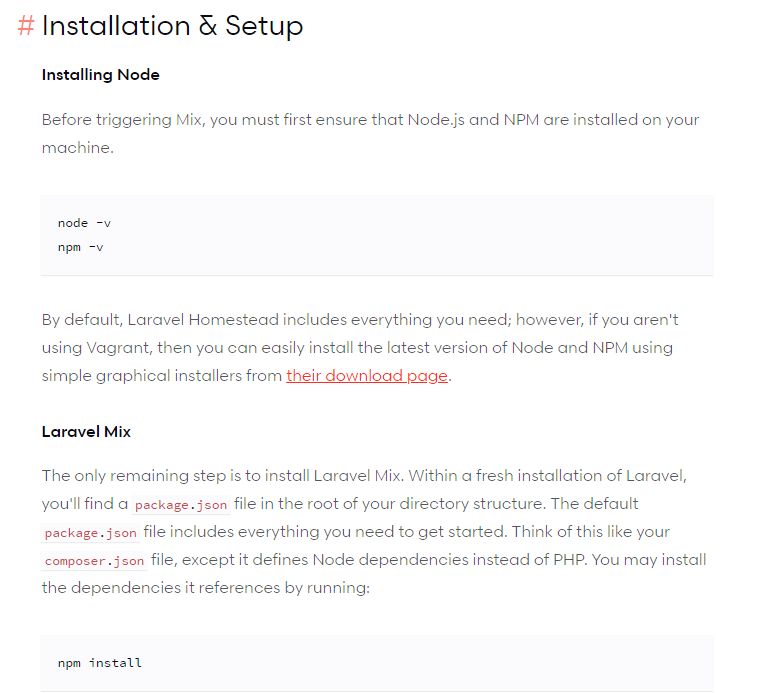 # Installation & Setup
Installing Node
Before triggering Mix, you must first ensure that Node.js and NPM are installed on your
machine.
node -v
npm -v
By default, Laravel Homestead includes everything you need; however, if you aren't
using Vagrant, then you can easily install the latest version of Node and NPM using
simple graphical installers from their download page.
Laravel Mix
The only remaining step is to install Laravel Mix. Within a fresh installation of Laravel,
you'll find a package.json file in the root of your directory structure. The default
package.json file includes everything you need to get started. Think of this like your
composer.json file, except it defines Node dependencies instead of PHP. You may install
the dependencies it references by running:
npm install